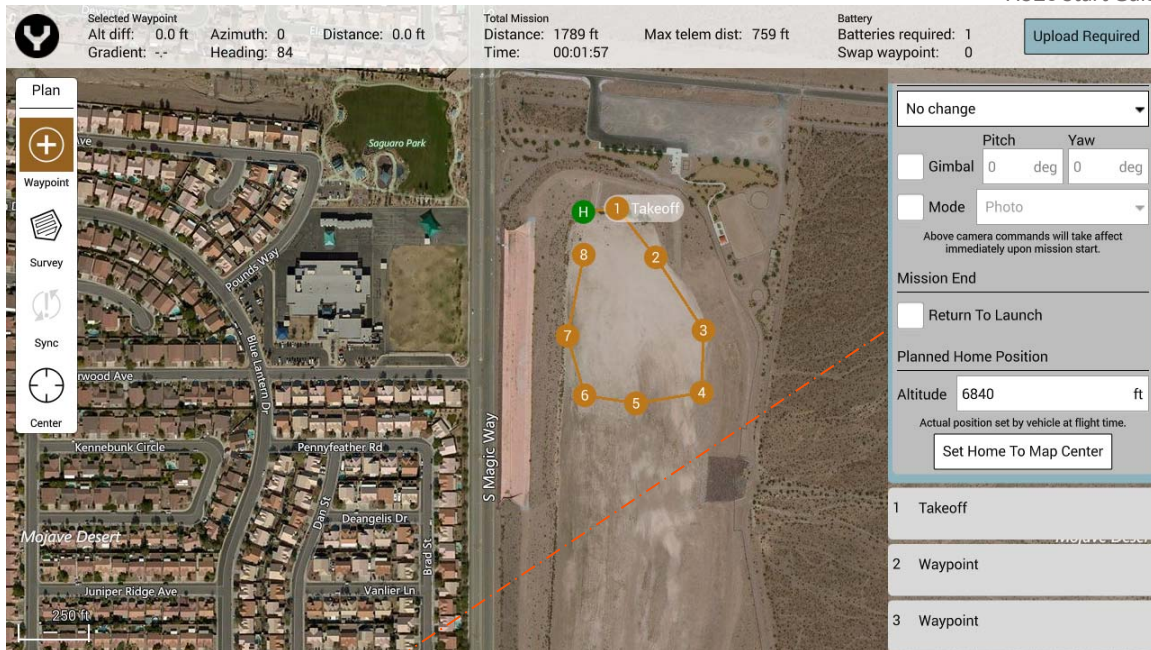 Selected Waypoint
Alt diff: 0.0 ft Azimuth: 0 Distance: 0.0 ft
Gradient: -.- Heading: 84
Total Mission
Distance: 1789 ft Max telem dist: 759 ft
Time: 00:01:57
Battery
Batteries required: 1
Swap waypoint: 0
Upload Required
Plan
Waypoint
Survey
Sync
Center
Saguaro Park
Pounds Way
Blue Lantern Dr
rwood Ave
Kennebunk Circle
Pennyfeather Rd
Dan St
Deangelis Dr
Brad St
Mojave Desert
Juniper Ridge Ave
Vanlier Ln
250 ft
S Magic Way
H
1 Takeoff
2
3
4
5
6
7
8
No change
Pitch Yaw
Gimbal 0 deg 0 deg
Mode Photo
Above camera commands will take affect
immediately upon mission start.
Mission End
Return To Launch
Planned Home Position
Altitude 6840 ft
Actual position set by vehicle at flight time.
Set Home To Map Center
1 Takeoff
2 Waypoint
3 Waypoint